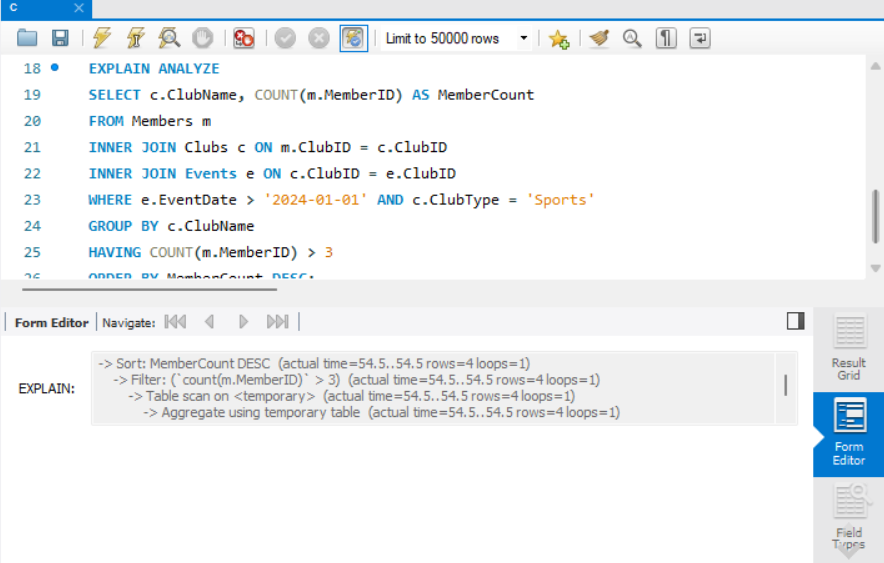 C
Limit to 50000 rows
18 EXPLAIN ANALYZE
19 SELECT c.ClubName, COUNT(m.MemberID) AS MemberCount
20 FROM Members m
21 INNER JOIN Clubs c ON m.ClubID = c.ClubID
22 INNER JOIN Events e ON c.ClubID = e.ClubID
23 WHERE e.EventDate > '2024-01-01' AND c.ClubType = 'Sports'
24 GROUP BY c.ClubName
25 HAVING COUNT(m.MemberID) > 3
26 ORDER BY MemberCount DESC;
Form Editor Navigate:
EXPLAIN:
-> Sort: MemberCount DESC (actual time=54.5..54.5 rows=4 loops=1)
-> Filter: (`count(m.MemberID)` > 3) (actual time=54.5..54.5 rows=4 loops=1)
-> Table scan on <temporary> (actual time=54.5..54.5 rows=4 loops=1)
-> Aggregate using temporary table (actual time=54.5..54.5 rows=4 loops=1)
Result
Grid
Form
Editor
Field
Types